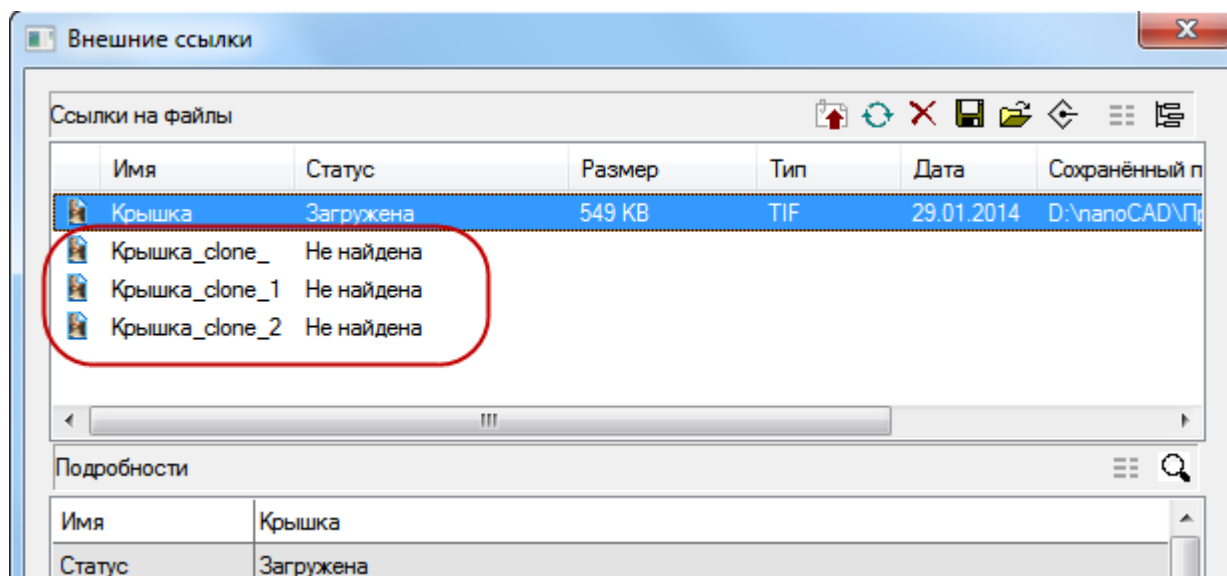 Внешние ссылки
Ссылки на файлы
Имя Статус Размер Тип Дата Сохранённый п
Крышка Загружена 549 KB TIF 29.01.2014 D:\nanoCAD\Пр
Крышка_clone_ Не найдена
Крышка_clone_1 Не найдена
Крышка_clone_2 Не найдена
Подробности
Имя Крышка
Статус Загружена